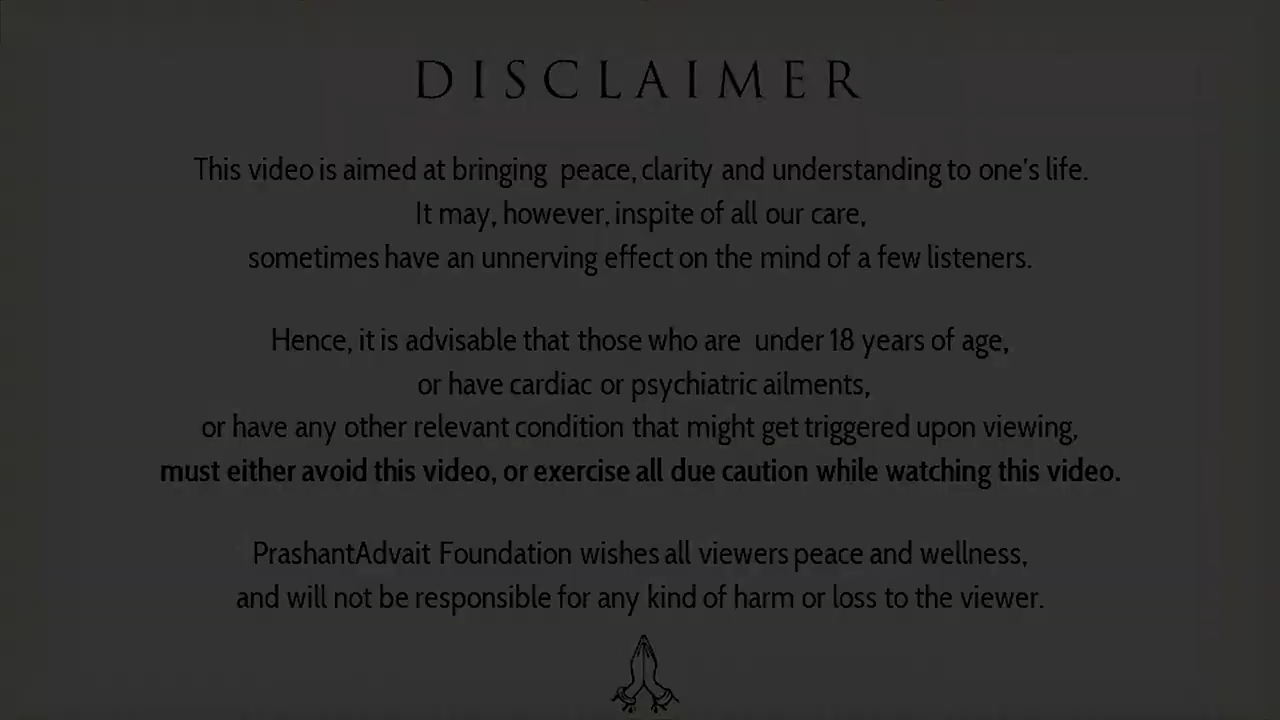 DISCLAIMER
This video is aimed at bringing peace, clarity and understanding to one's life.
It may, however, inspite of all our care,
sometimes have an unnerving effect on the mind of a few listeners.
Hence, it is advisable that those who are under 18 years of age,
or have cardiac or psychiatric ailments,
or have any other relevant condition that might get triggered upon viewing,
must either avoid this video, or exercise all due caution while watching this video.
PrashantAdvait Foundation wishes all viewers peace and wellness,
and will not be responsible for any kind of harm or loss to the viewer.